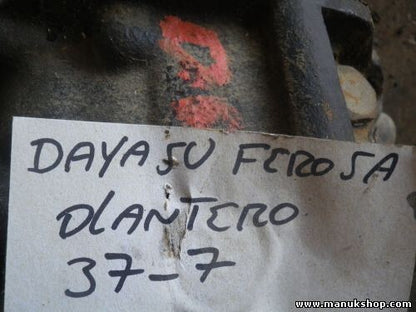 DAYASU FEROSA
DLANTERO
37-7
www.manukshop.com